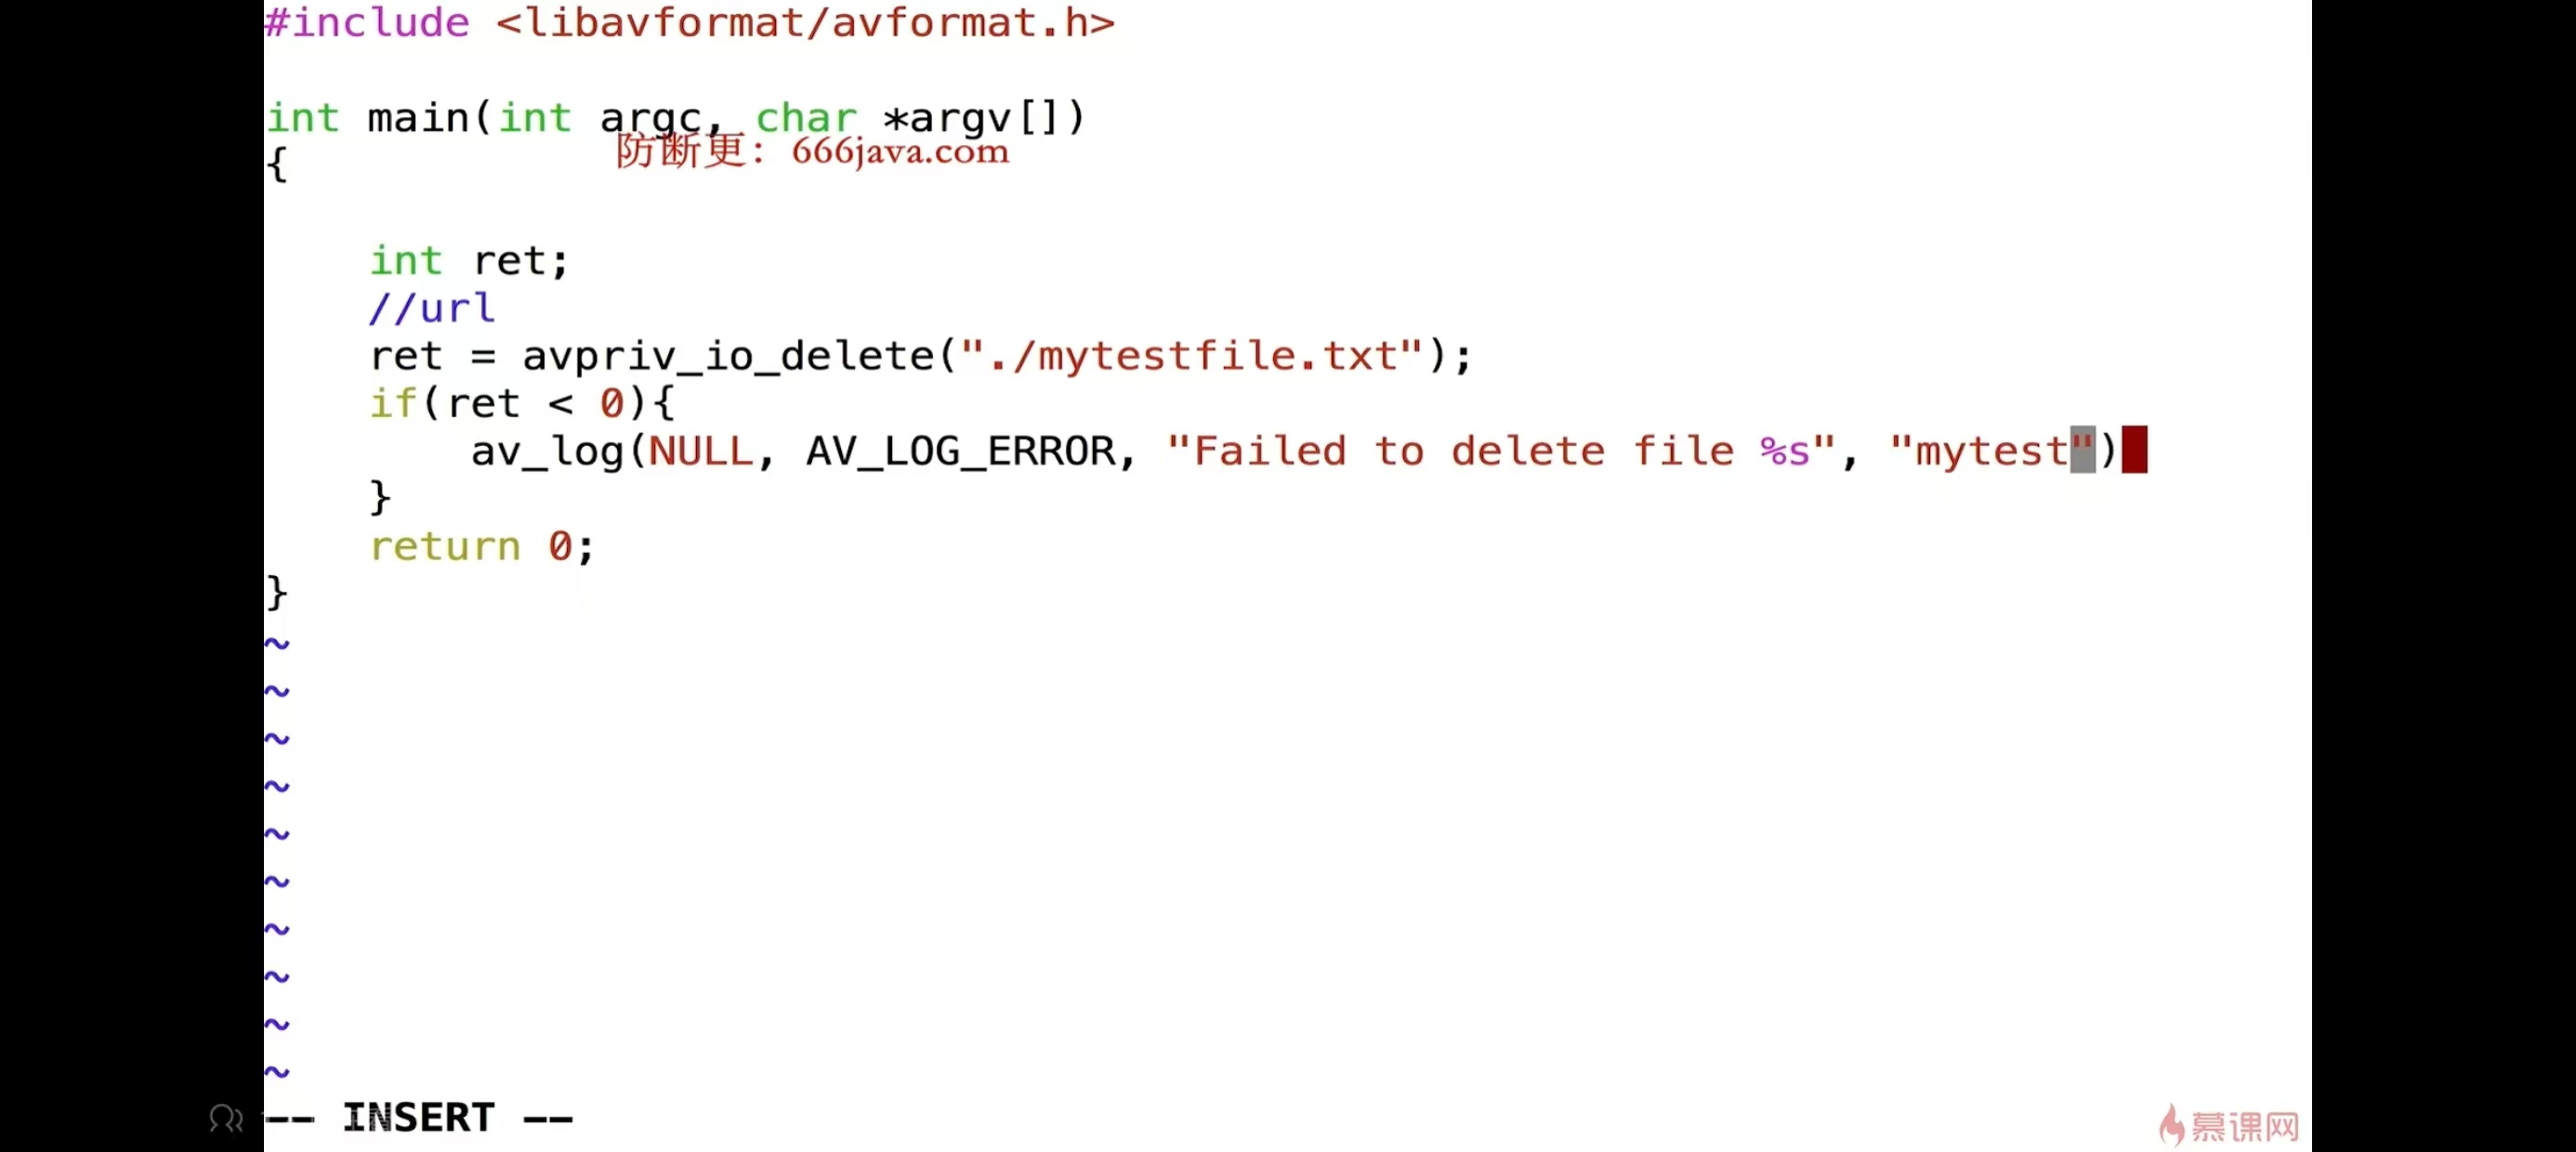 #include <libavformat/avformat.h>
int main(int argc, char *argv[])
防断更：666java.com
{
int ret;
//url
ret = avpriv_io_delete("./mytestfile.txt");
if(ret < 0){
av_log(NULL, AV_LOG_ERROR, "Failed to delete file %s", "mytest")
}
return 0;
}
~
~
~
~
~
~
~
~
~
~
-- INSERT --
慕课网